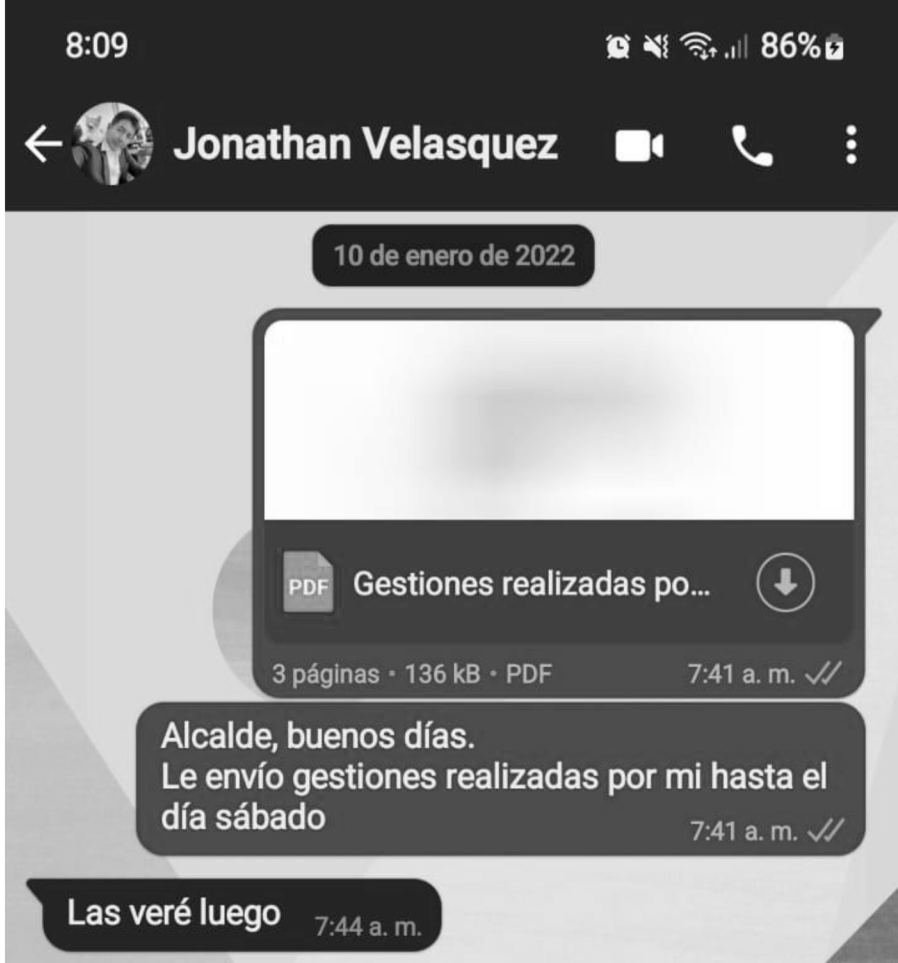 8:09 86%
Jonathan Velasquez
10 de enero de 2022
PDF Gestiones realizadas po...
3 páginas • 136 kB • PDF 7:41 a. m.
Alcalde, buenos días.
Le envío gestiones realizadas por mi hasta el
día sábado
7:41 a. m.
Las veré luego 7:44 a. m.